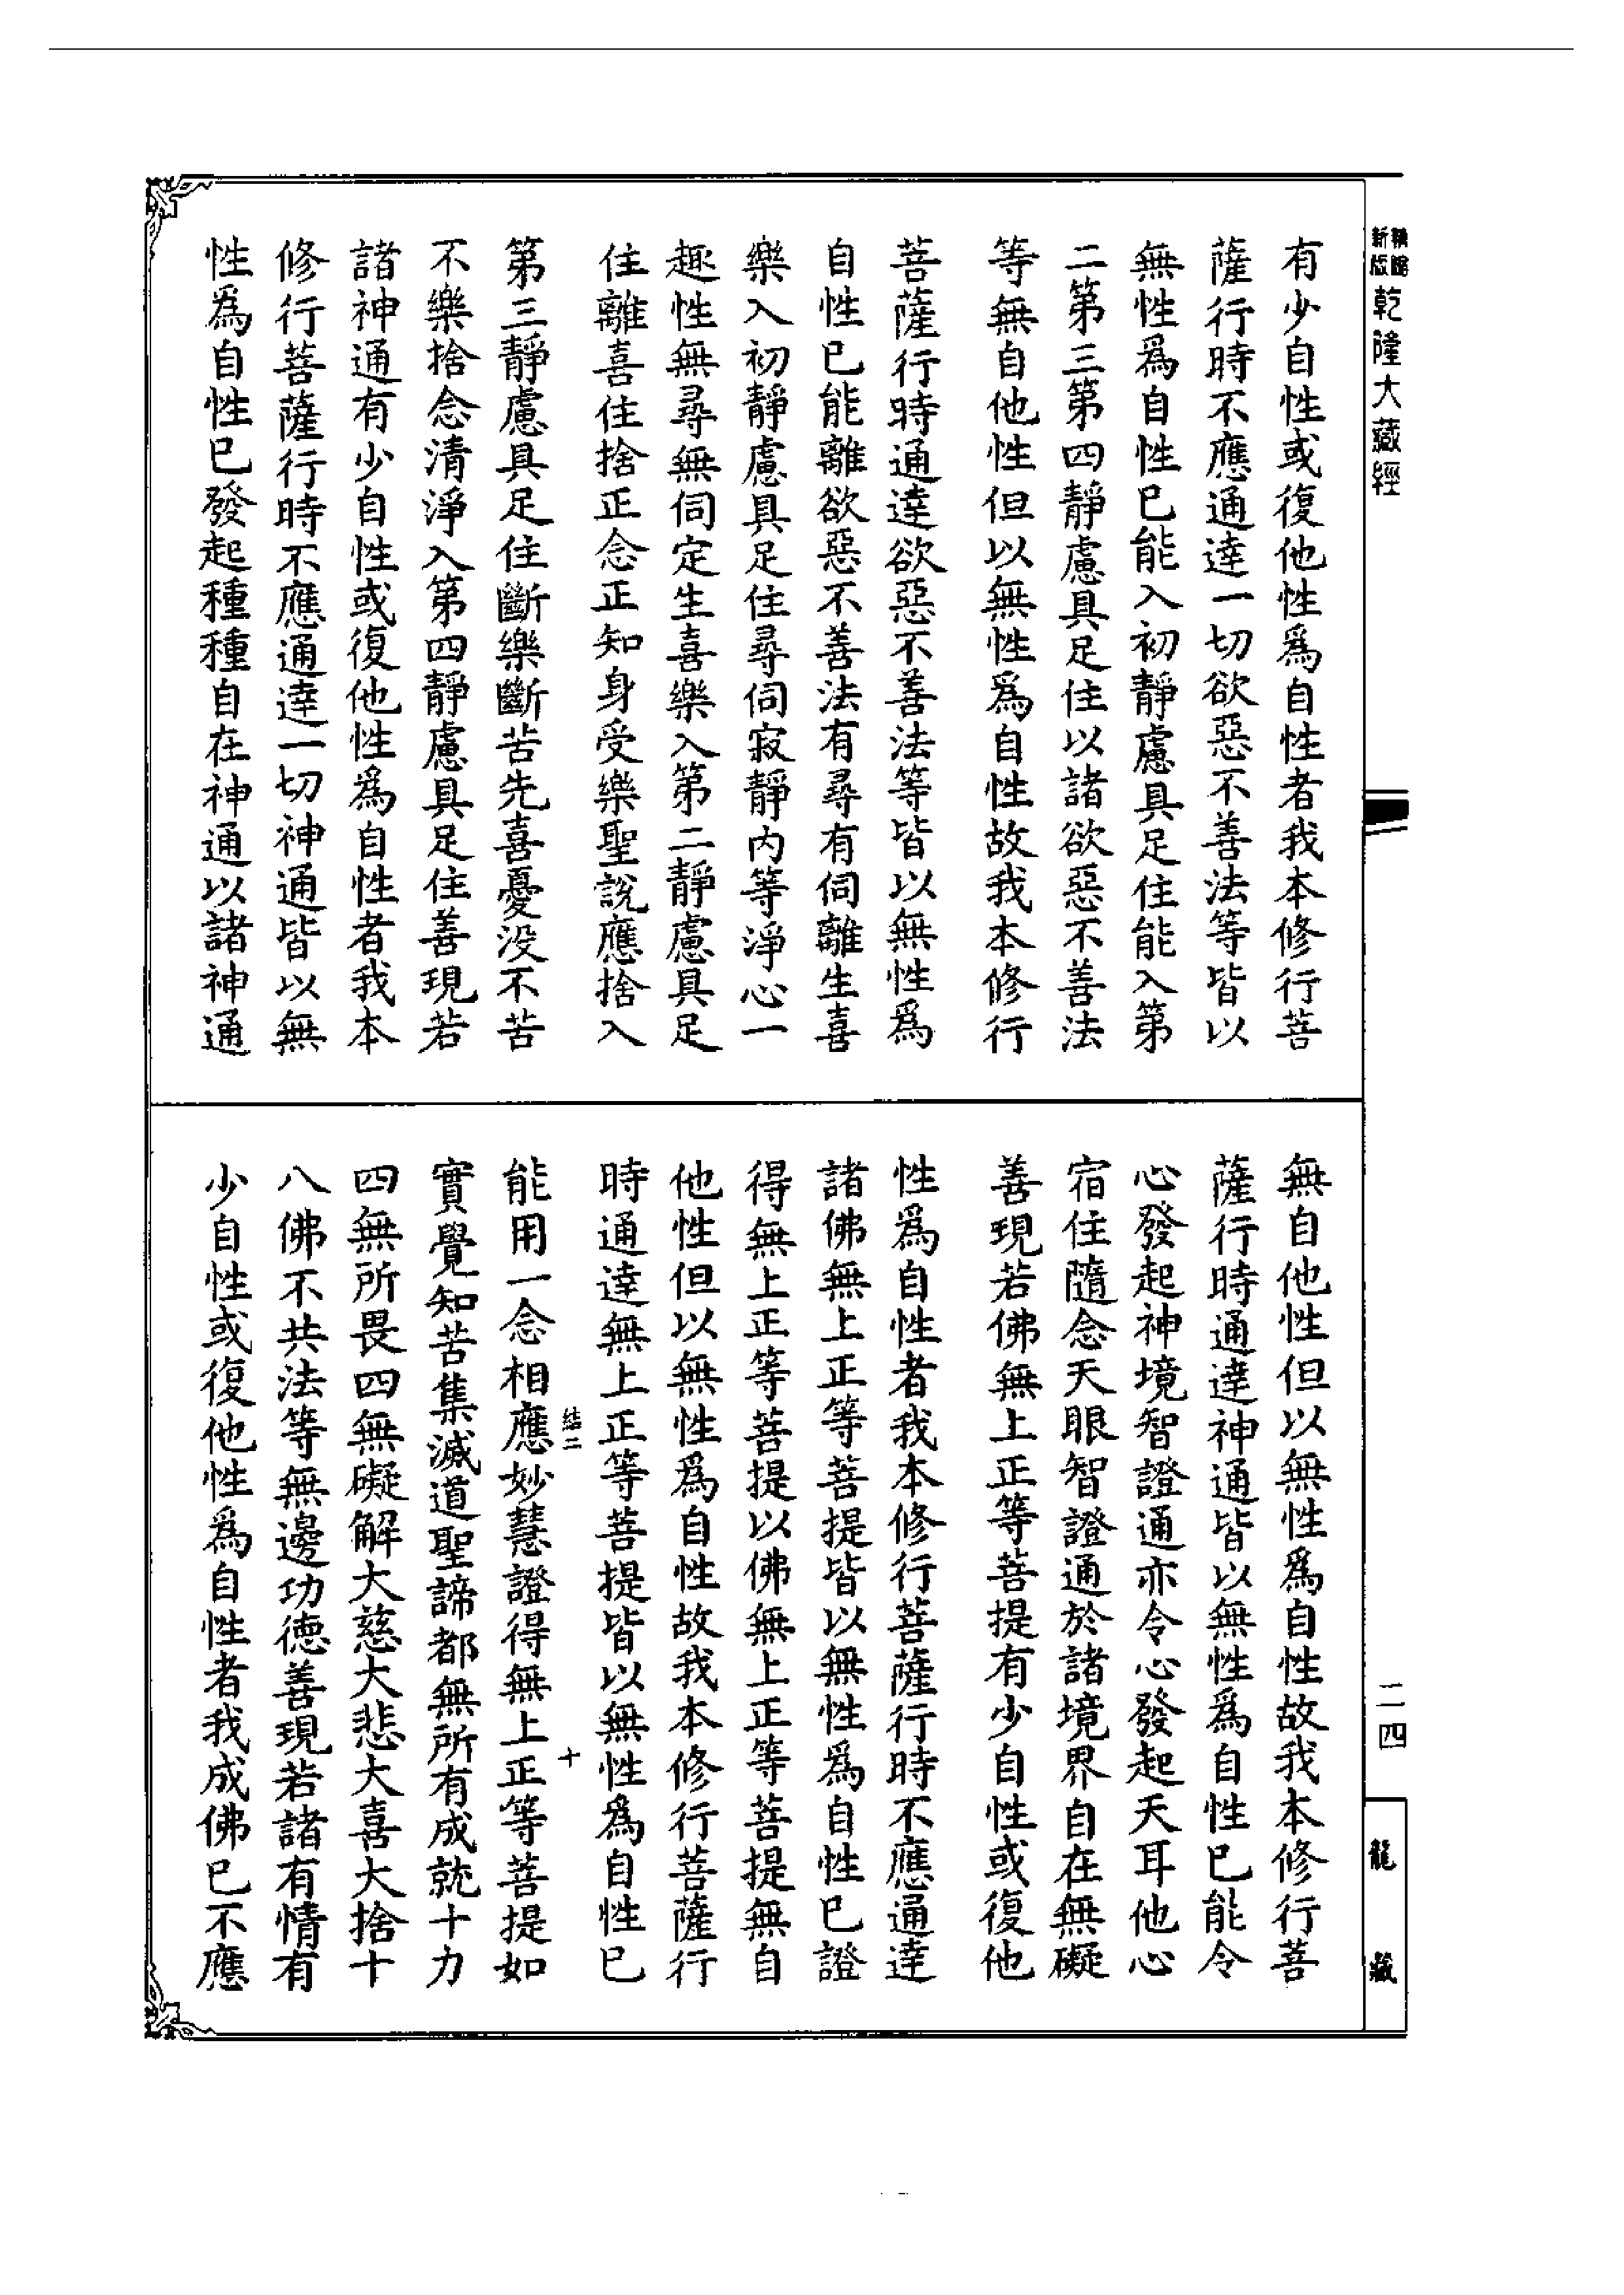 新版
乾隆大藏經
有少自性或復他性爲自性者我本修行菩
薩行時不應通達一切欲惡不善法等皆以
無性爲自性已能入初靜慮具足住能入第
二第三第四靜慮具足住以諸欲惡不善法
等無自他性但以無性爲自性故我本修行
菩薩行時通達欲惡不善法等皆以無性爲
自性已能離欲惡不善法有尋有伺離生喜
樂入初靜慮具足住尋伺寂靜內等淨心一
趣性無尋無伺定生喜樂入第二靜慮具足
住離喜住捨正念正知身受樂聖說應捨入
第三靜慮具足住斷樂斷苦先喜憂没不苦
不樂捨念清淨入第四靜慮具足住善現若
諸神通有少自性或復他性爲自性者我本
修行菩薩行時不應通達一切神通皆以無
性爲自性已發起種種自在神通以諸神通
無自他性但以無性爲自性故我本修行菩
薩行時通達神通皆以無性爲自性已能令
心發起神境智證通亦令心發起天耳他心
宿住隨念天眼智證通於諸境界自在無礙
善現若佛無上正等菩提有少自性或復他
性爲自性者我本修行菩薩行時不應通達
諸佛無上正等菩提皆以無性爲自性已證
得無上正等菩提以佛無上正等菩提無自
他性但以無性爲自性故我本修行菩薩行
時通達無上正等菩提皆以無性爲自性已
結二
十
能用一念相應妙慧證得無上正等菩提如
實覺知苦集滅道聖諦都無所有成就十力
四無所畏四無礙解大慈大悲大喜大捨十
八佛不共法等無邊功德善現若諸有情有
少自性或復他性爲自性者我成佛已不應
二四
龍藏